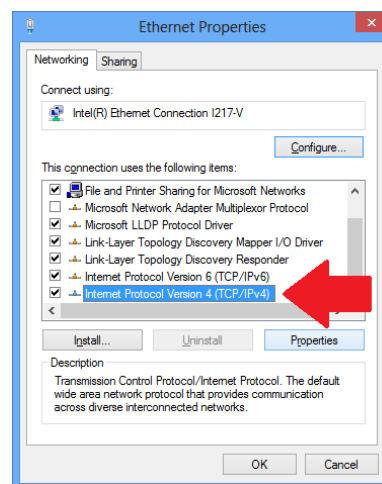 Ethernet Properties
Networking Sharing
Connect using:
Intel(R) Ethernet Connection I217-V
Configure...
This connection uses the following items:
File and Printer Sharing for Microsoft Networks
Microsoft Network Adapter Multiplexor Protocol
Microsoft LLDP Protocol Driver
Link-Layer Topology Discovery Mapper I/O Driver
Link-Layer Topology Discovery Responder
Internet Protocol Version 6 (TCP/IPv6)
Internet Protocol Version 4 (TCP/IPv4)
Install... Uninstall Properties
Description
Transmission Control Protocol/Internet Protocol. The default
wide area network protocol that provides communication
across diverse interconnected networks.
OK Cancel